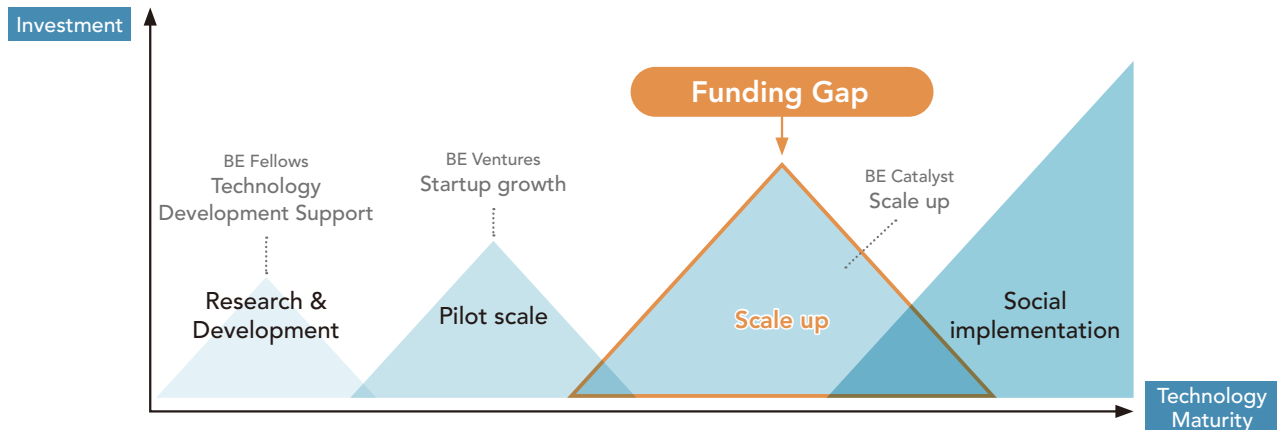 Investment
Funding Gap
BE Fellows
Technology
Development Support
BE Ventures
Startup growth
BE Catalyst
Scale up
Research &
Development
Pilot scale
Scale up
Social
implementation
Technology
Maturity